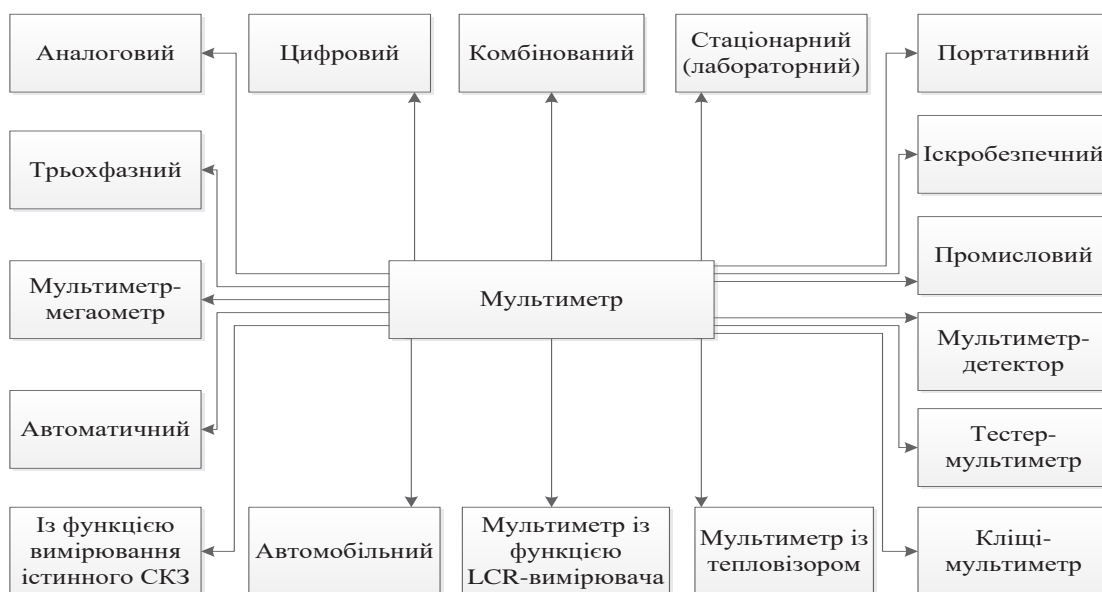 Аналоговий
Цифровий
Комбінований
Стаціонарний
(лабораторний)
Портативний
Трьохфазний
Іскробезпечний
Промисловий
Мультиметр-
мегаометр
Мультиметр
Мультиметр-
детектор
Автоматичний
Тестер-
мультиметр
Із функцією
вимірювання
істинного СКЗ
Автомобільний
Мультиметр із
функцією
LCR-вимірювача
Мультиметр із
тепловізором
Кліщі-
мультиметр